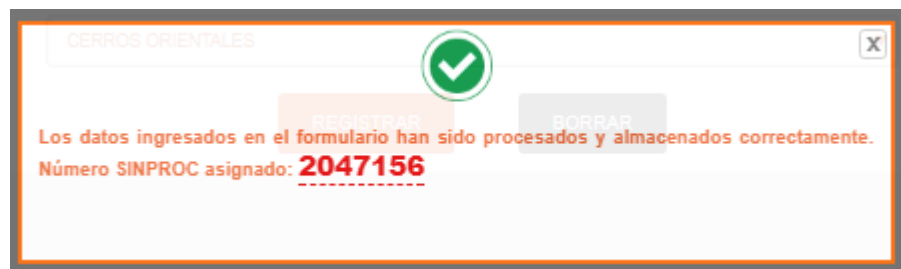 CERROS ORIENTALES
X
REGISTRAR
BORRAR
Los datos ingresados en el formulario han sido procesados y almacenados correctamente.
Número SINPROC asignado: 2047156